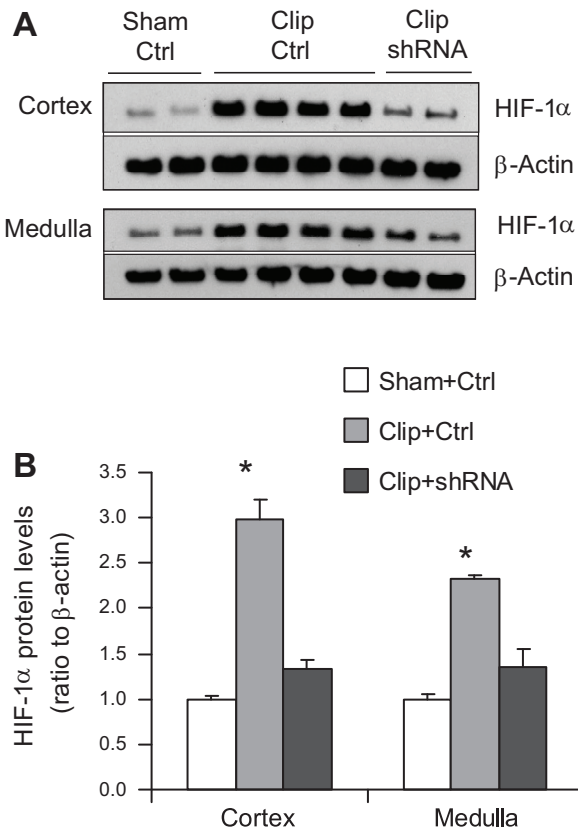 A
Sham Ctrl
Clip Ctrl
Clip shRNA
Cortex
HIF-1α
β-Actin
Medulla
HIF-1α
β-Actin
Sham+Ctrl
Clip+Ctrl
Clip+shRNA
B
HIF-1α protein levels
(ratio to β-actin)
3.5
3.0
2.5
2.0
1.5
1.0
0.5
0.0
*
*
Cortex
Medulla